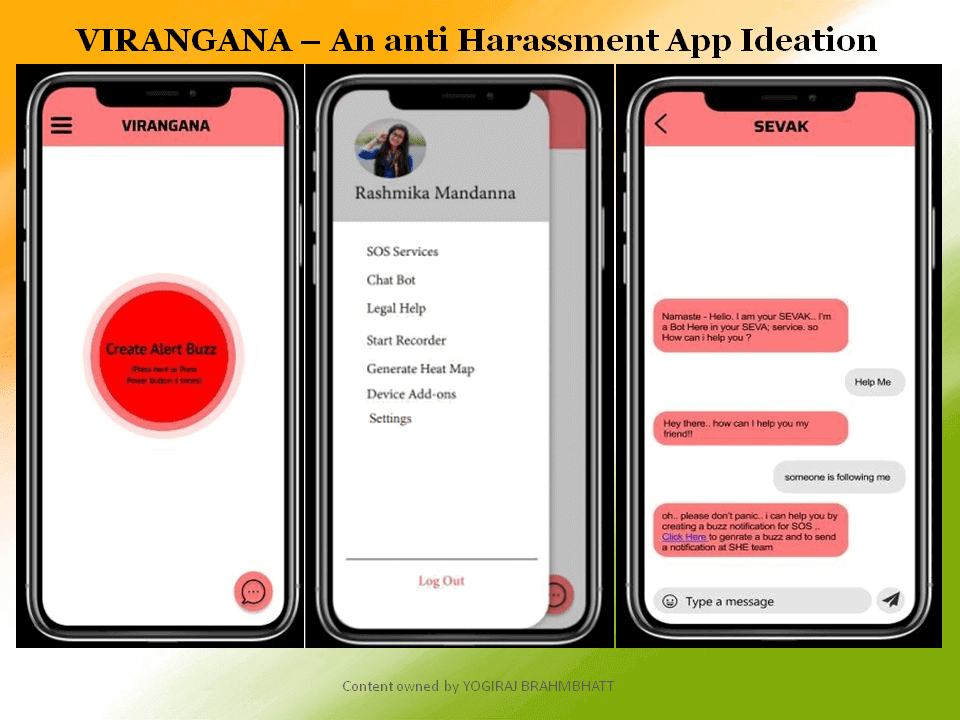 VIRANGANA – An anti Harassment App Ideation
VIRANGANA
Create Alert Buzz
(Press here or Press
Power button 3 times)
Rashmika Mandanna
SOS Services
Chat Bot
Legal Help
Start Recorder
Generate Heat Map
Device Add-ons
Settings
Log Out
SEVAK
Namaste - Hello. I am your SEVAK.. I'm
a Bot Here in your SEVA; service. so
How can i help you ?
Help Me
Hey there.. how can I help you my
friend!!
someone is following me
oh.. please don't panic.. i can help you by
creating a buzz notification for SOS ..
Click Here to genrate a buzz and to send
a notification at SHE team
Type a message
Content owned by YOGIRAJ BRAHMBHATT